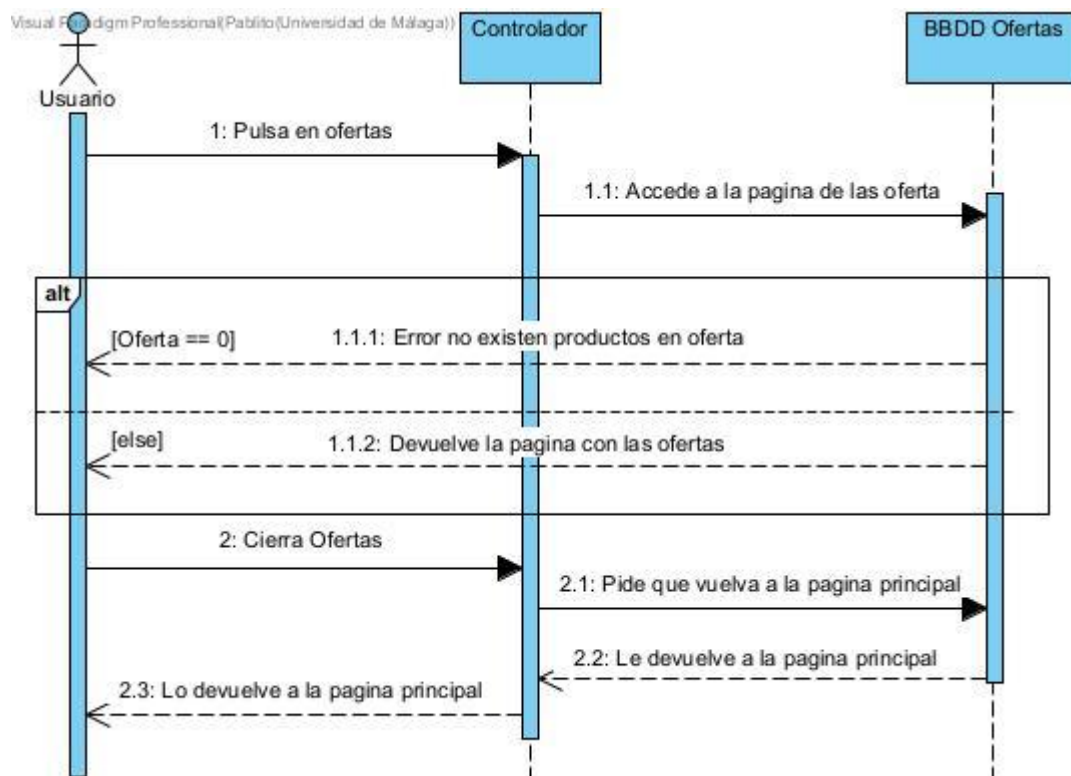 Visual Paradigm Professional(Pablito(Universidad de Málaga))
Controlador
BBDD Ofertas
Usuario
1: Pulsa en ofertas
1.1: Accede a la pagina de las oferta
alt
[Oferta == 0]
1.1.1: Error no existen productos en oferta
[else]
1.1.2: Devuelve la pagina con las ofertas
2: Cierra Ofertas
2.1: Pide que vuelva a la pagina principal
2.2: Le devuelve a la pagina principal
2.3: Lo devuelve a la pagina principal